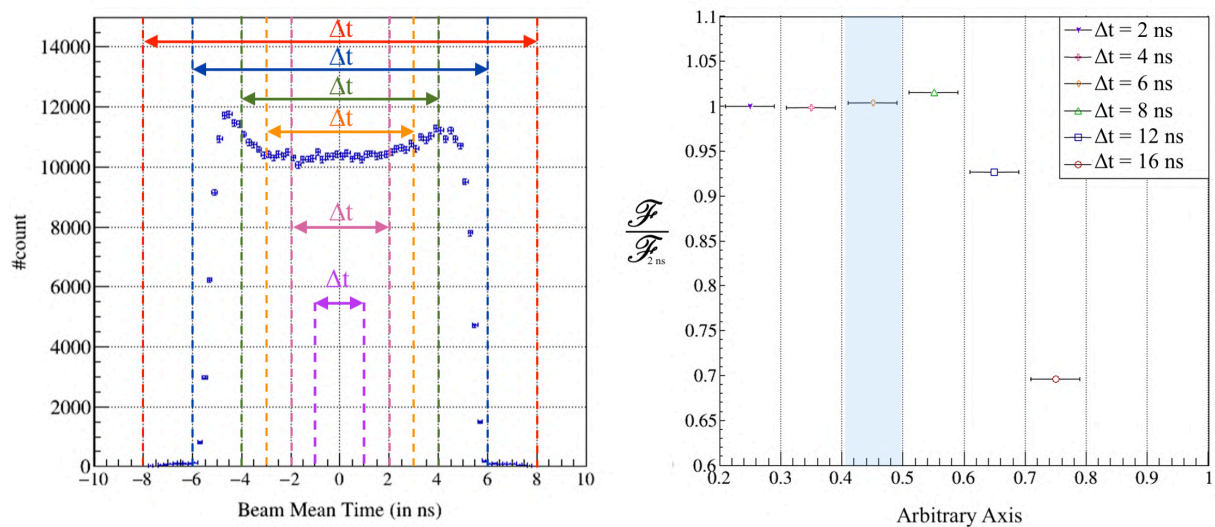 14000
12000
10000
8000
6000
4000
2000
0
#count
Δt
Δt
Δt
Δt
Δt
Δt
−10 −8 −6 −4 −2 0 2 4 6 8 10
Beam Mean Time (in ns)
1.1
1.05
1
0.95
0.9
0.85
0.8
0.75
0.7
0.65
0.6
ℱ
ℱ2 ns
Δt = 2 ns
Δt = 4 ns
Δt = 6 ns
Δt = 8 ns
Δt = 12 ns
Δt = 16 ns
0.2 0.3 0.4 0.5 0.6 0.7 0.8 0.9 1
Arbitrary Axis